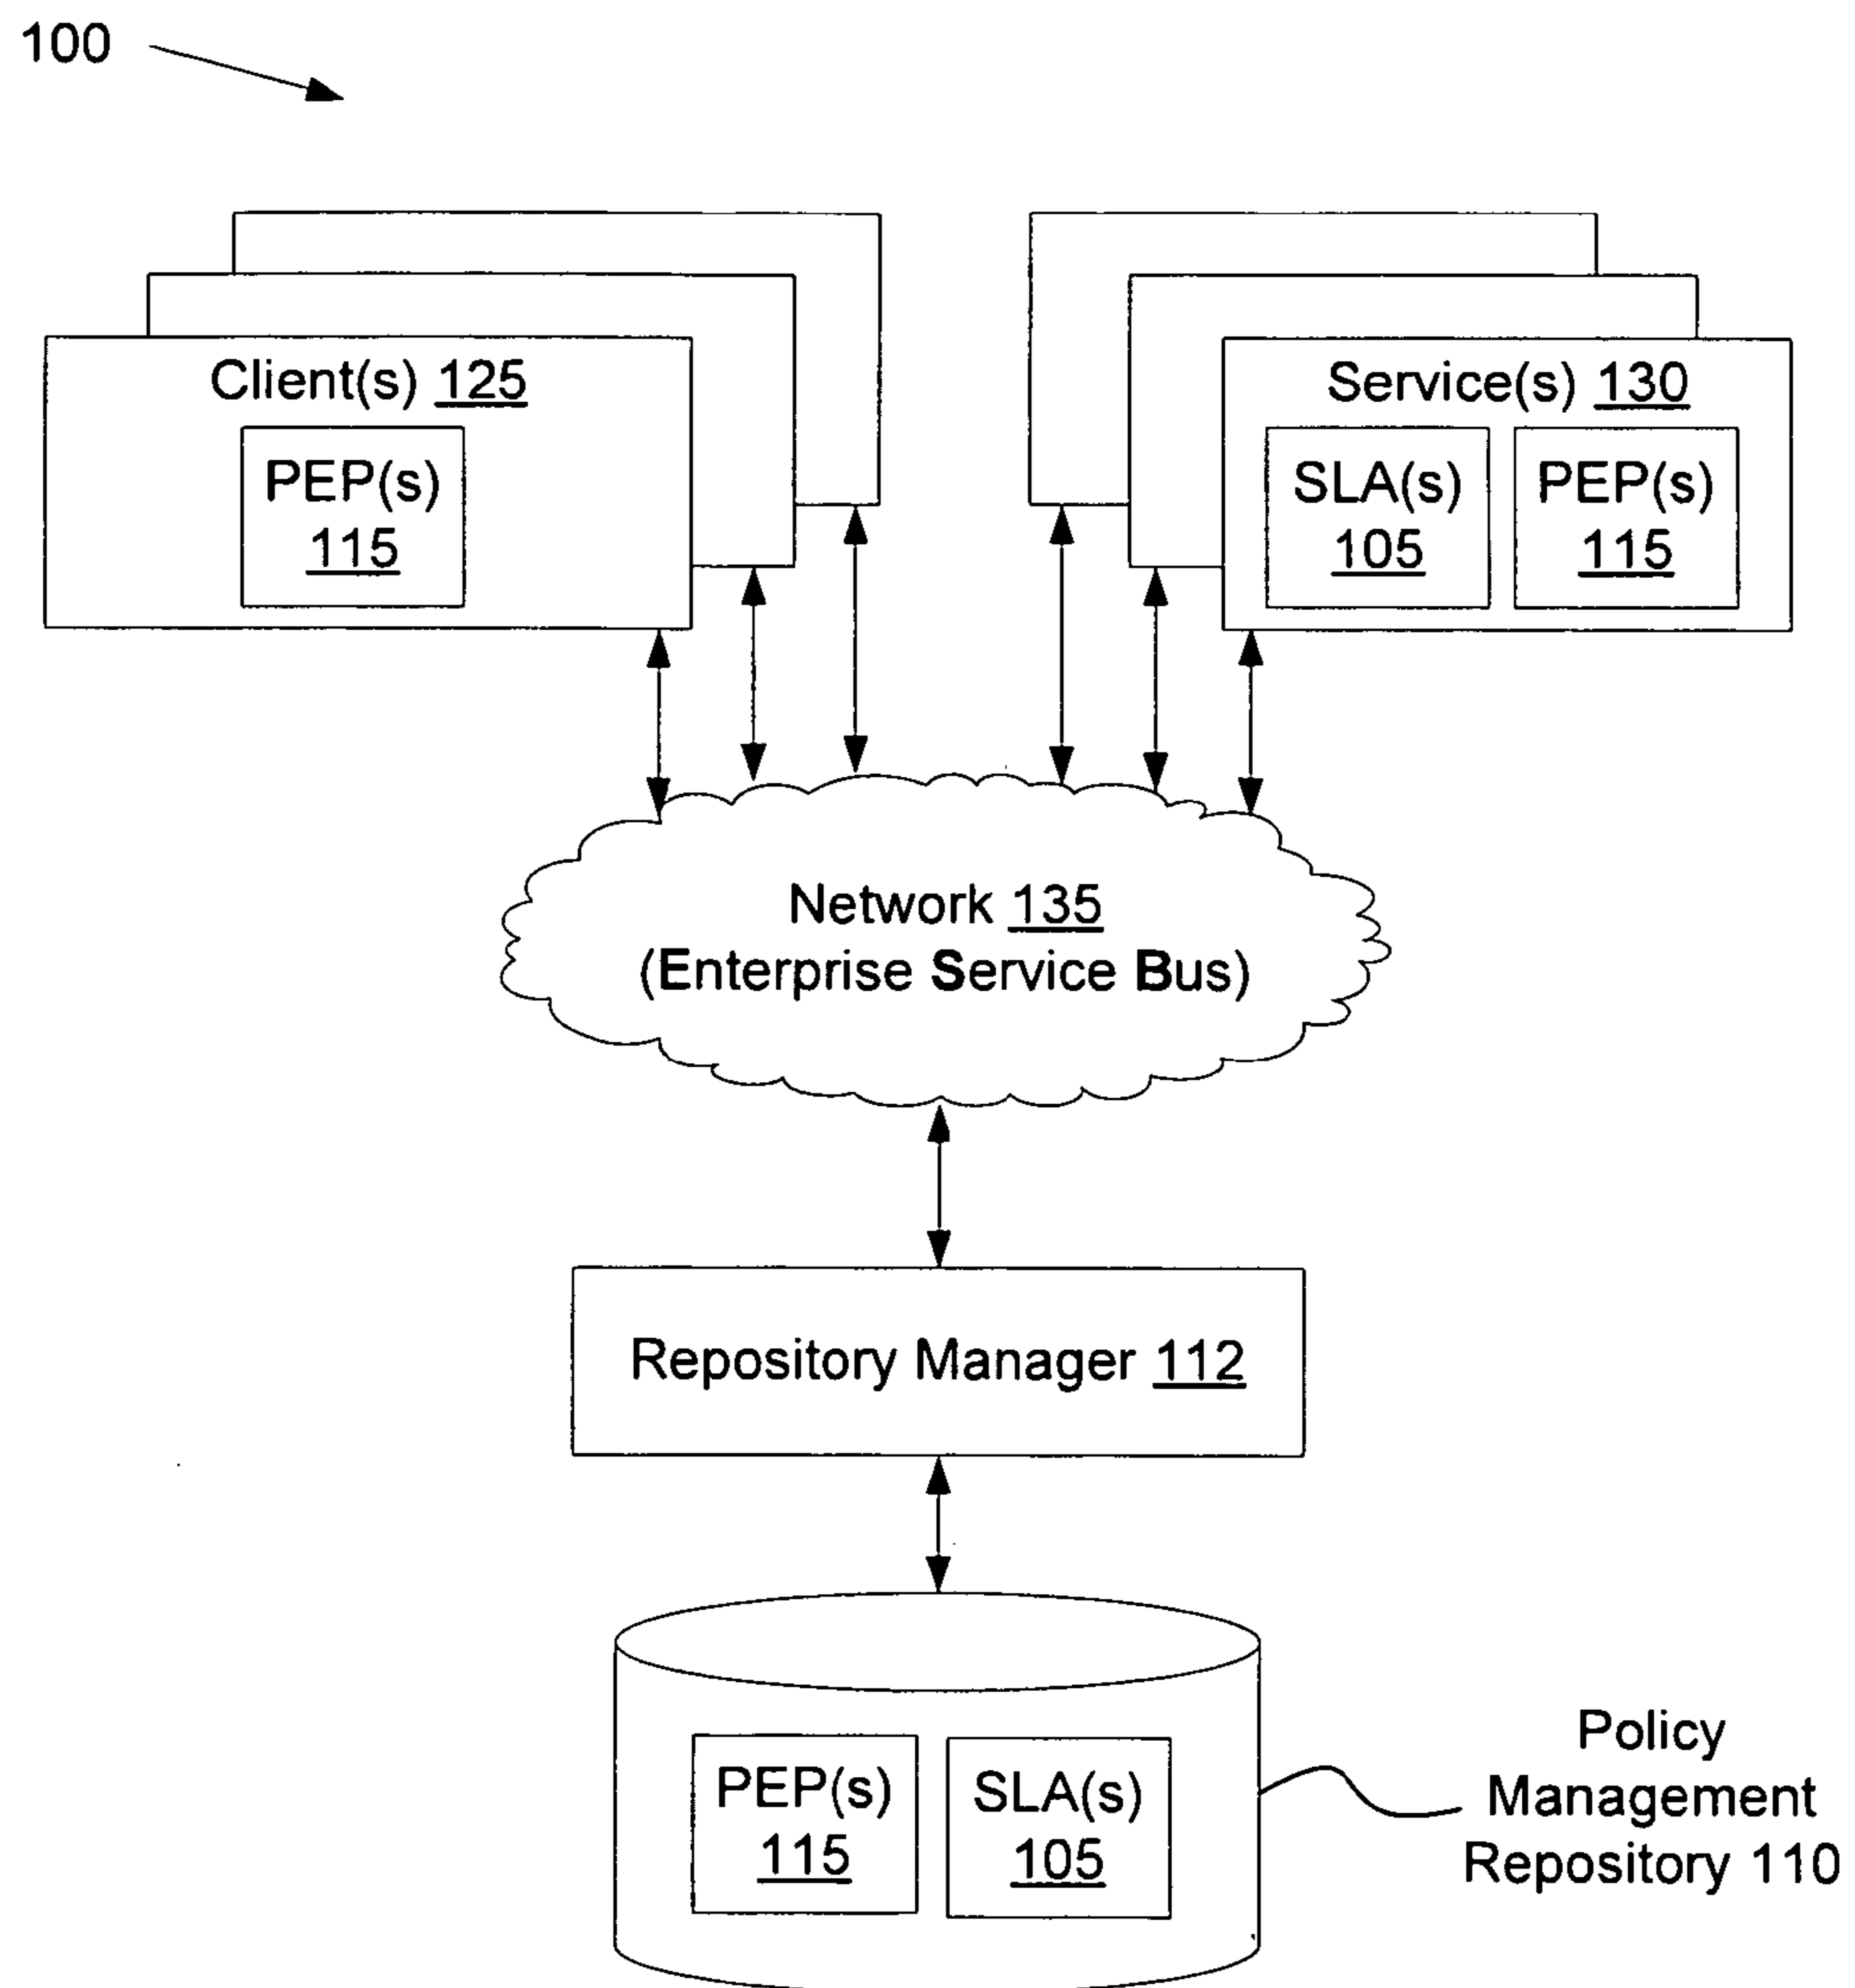 100
Client(s) 125
PEP(s)
115
Service(s) 130
SLA(s)
105
PEP(s)
115
Network 135
(Enterprise Service Bus)
Repository Manager 112
PEP(s)
115
SLA(s)
105
Policy
Management
Repository 110